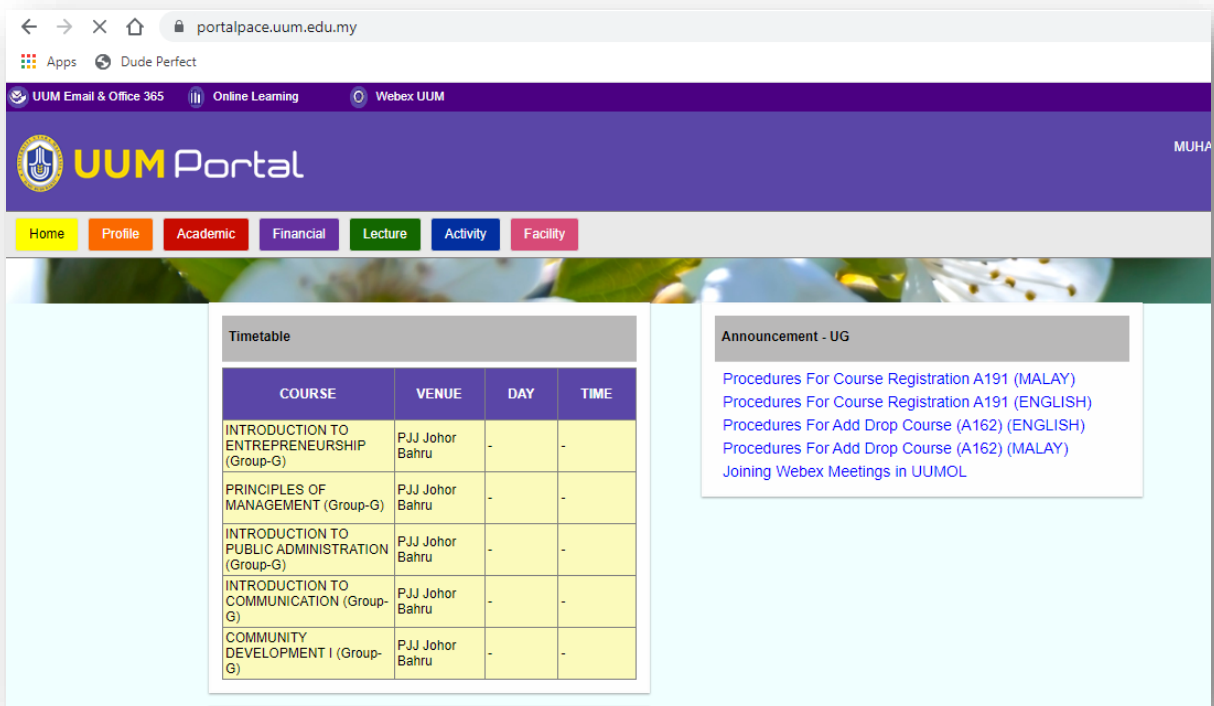 portalpace.uum.edu.my
Apps Dude Perfect
UUM Email & Office 365 Online Learning Webex UUM
UUM Portal
MUHA
Home Profile Academic Financial Lecture Activity Facility
Timetable
COURSE VENUE DAY TIME
INTRODUCTION TO
ENTREPRENEURSHIP
(Group-G)
PJJ Johor
Bahru
-
-
PRINCIPLES OF
MANAGEMENT (Group-G)
PJJ Johor
Bahru
-
-
INTRODUCTION TO
PUBLIC ADMINISTRATION
(Group-G)
PJJ Johor
Bahru
-
-
INTRODUCTION TO
COMMUNICATION (Group-
G)
PJJ Johor
Bahru
-
-
COMMUNITY
DEVELOPMENT I (Group-
G)
PJJ Johor
Bahru
-
-
Announcement - UG
Procedures For Course Registration A191 (MALAY)
Procedures For Course Registration A191 (ENGLISH)
Procedures For Add Drop Course (A162) (ENGLISH)
Procedures For Add Drop Course (A162) (MALAY)
Joining Webex Meetings in UUMOL